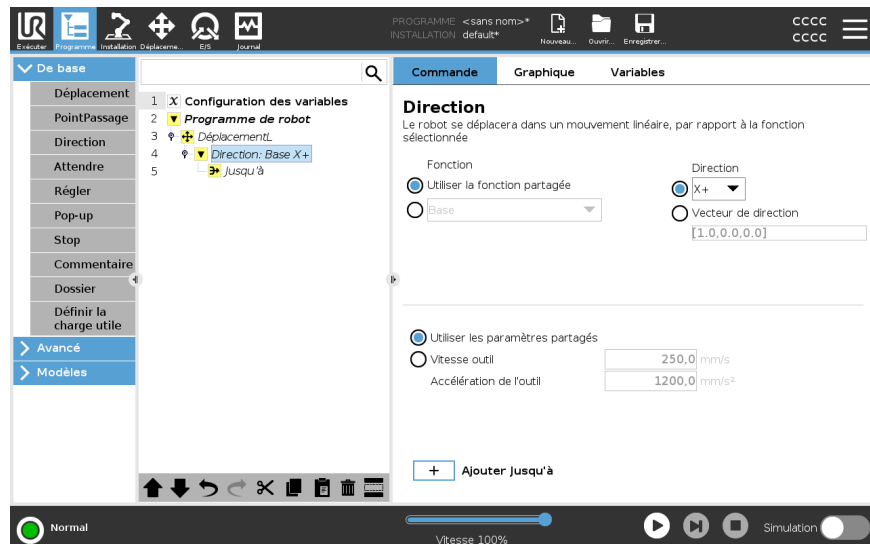 PROGRAMME <sans nom>*
INSTALLATION default*
UR
Exécuter
Programme
Installation
Déplaceme...
E/S
Journal
Nouveau...
Ouvrir...
Enregistrer...
CCCC
CCCC
De base
Déplacement
PointPassage
Direction
Attendre
Régler
Pop-up
Stop
Commentaire
Dossier
Définir la
charge utile
Avancé
Modèles
1 X Configuration des variables
2 Programme de robot
3 DéplacementL
4 Direction: Base X+
5 Jusqu'à
Commande Graphique Variables
Direction
Le robot se déplacera dans un mouvement linéaire, par rapport à la fonction
sélectionnée
Fonction
Utiliser la fonction partagée
Base
Direction
X+
Vecteur de direction
[1.0,0.0,0.0]
Utiliser les paramètres partagés
Vitesse outil 250,0 mm/s
Accélération de l'outil 1200,0 mm/s²
+ Ajouter Jusqu'à
Normal
Vitesse 100%
Simulation